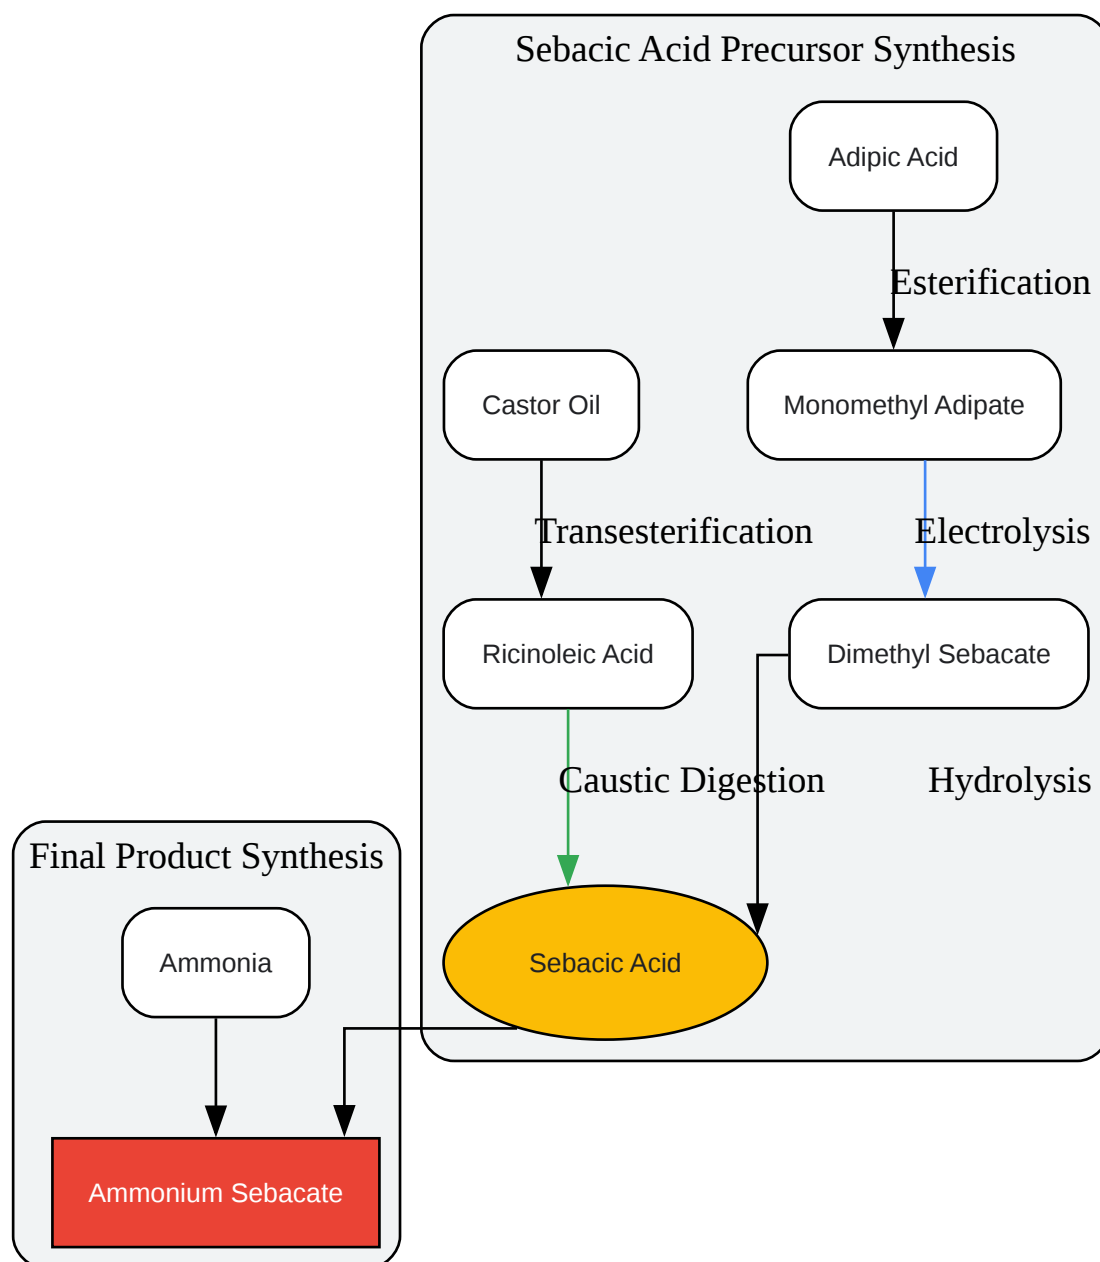 Sebacic Acid Precursor Synthesis
Adipic Acid
Esterification
Castor Oil
Monomethyl Adipate
Transesterification
Electrolysis
Ricinoleic Acid
Dimethyl Sebacate
Caustic Digestion
Hydrolysis
Final Product Synthesis
Ammonia
Sebacic Acid
Ammonium Sebacate